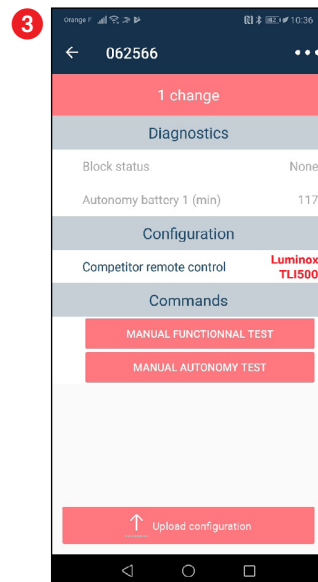 3
Orange F 10:36
062566
1 change
Diagnostics
Block status None
Autonomy battery 1 (min) 117
Configuration
Competitor remote control Luminox
TLI500
Commands
MANUAL FUNCTIONNAL TEST
MANUAL AUTONOMY TEST
Upload configuration